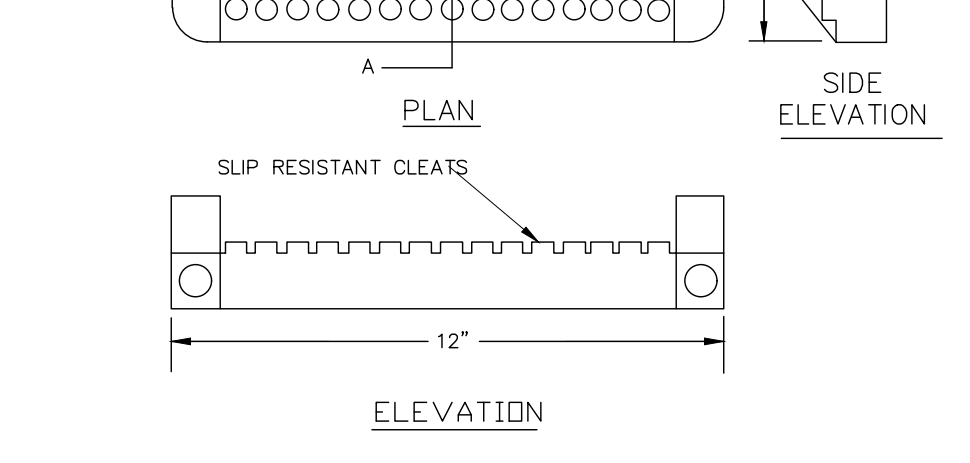 A
PLAN
SIDE
ELEVATION
SLIP RESISTANT CLEATS
12”
ELEVATION